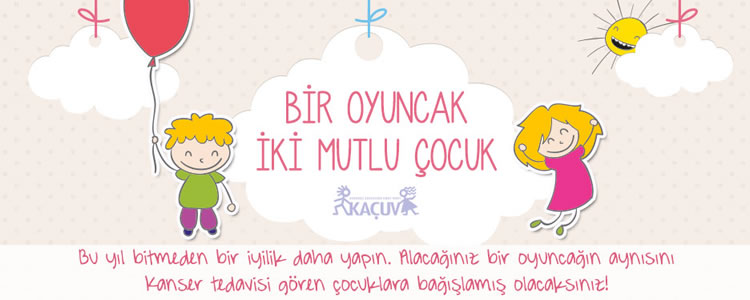 BİR OYUNCAK
İKİ MUTLU ÇOCUK
KAÇUV
Bu yıl bitmeden bir iyilik daha yapın. Alacağınız bir oyuncağın aynısını
kanser tedavisi gören çocuklara bağışlamış olacaksınız!